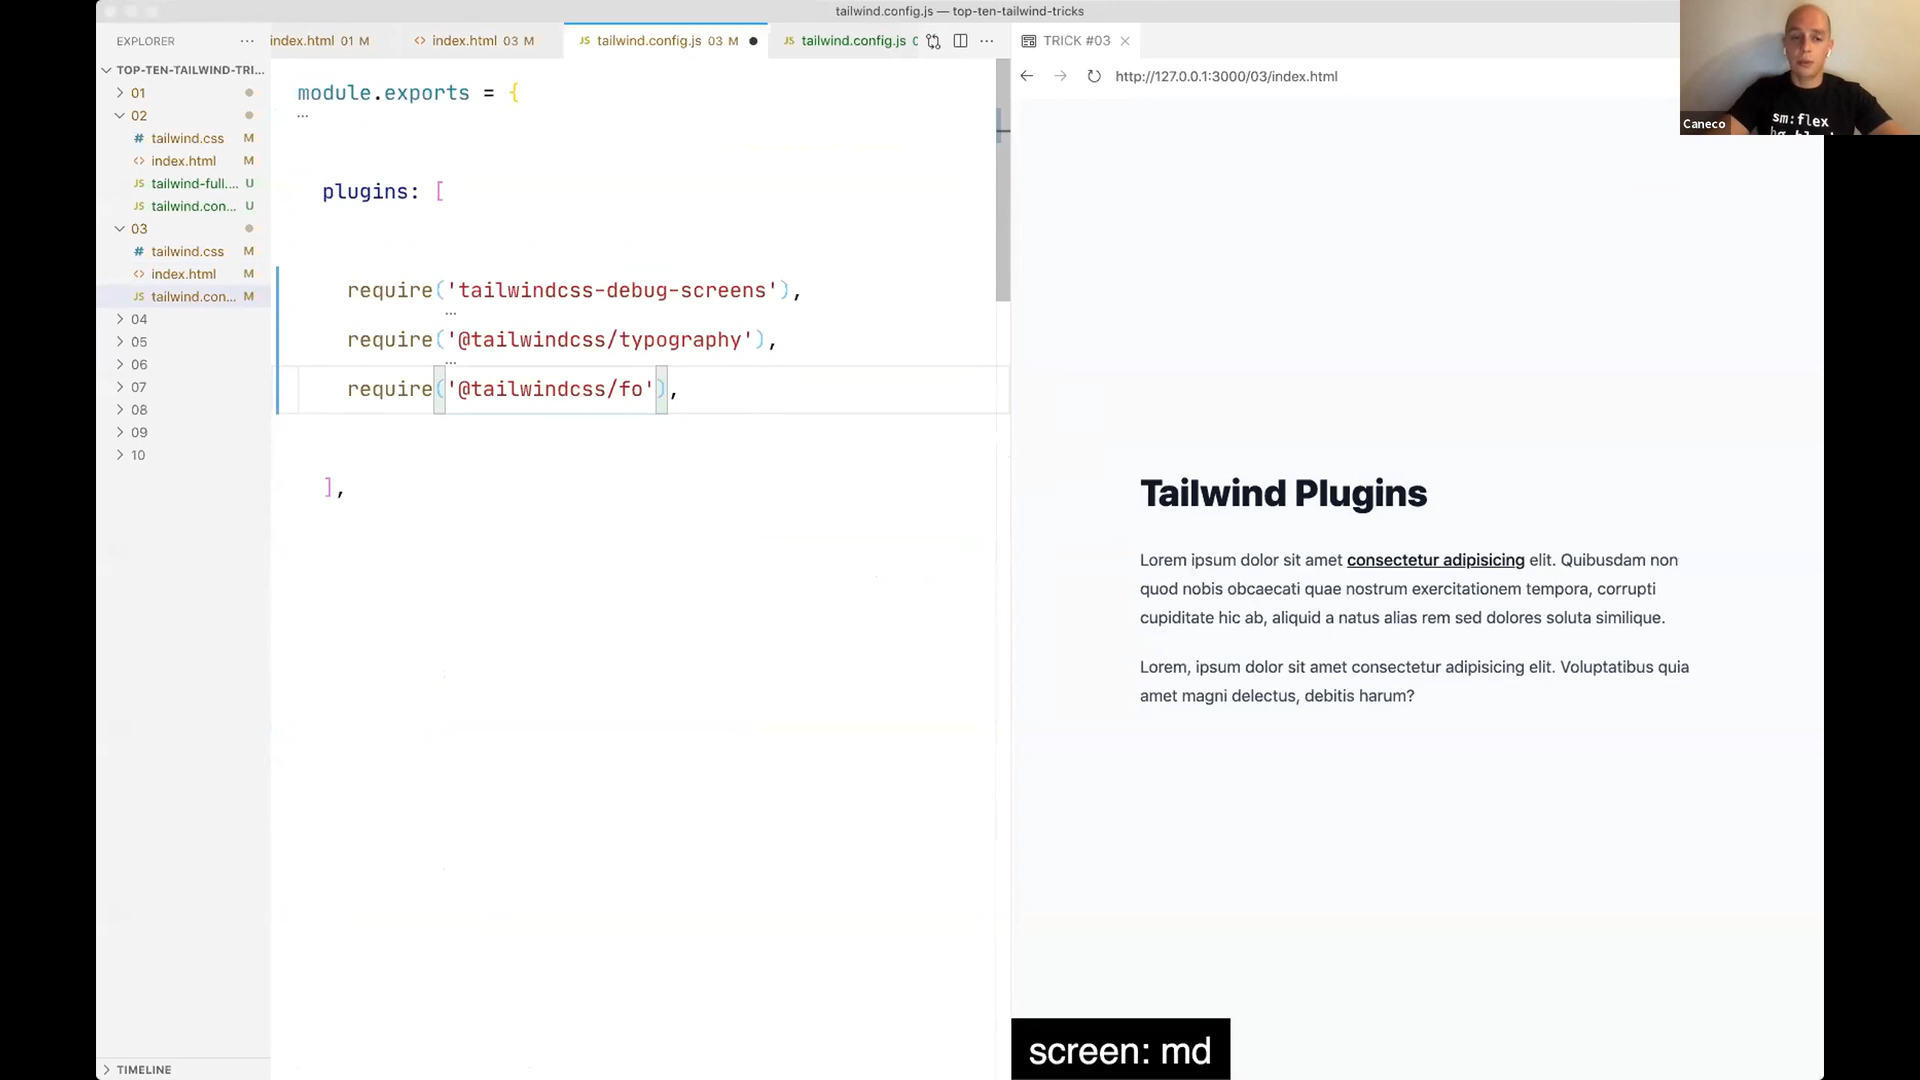 tailwind.config.js — top-ten-tailwind-tricks
EXPLORER ...
index.html 01 M
index.html 03 M
JS tailwind.config.js 03 M
JS tailwind.config.js
TRICK #03
TOP-TEN-TAILWIND-TRI...
01
02
# tailwind.css M
<> index.html M
JS tailwind-full.... U
JS tailwind.con... U
03
# tailwind.css M
<> index.html M
JS tailwind.con... M
04
05
06
07
08
09
10
TIMELINE
module.exports = {
...
plugins: [
require('tailwindcss-debug-screens'),
require('@tailwindcss/typography'),
require('@tailwindcss/fo'),
],
http://127.0.0.1:3000/03/index.html
Tailwind Plugins
Lorem ipsum dolor sit amet consectetur adipisicing elit. Quibusdam non
quod nobis obcaecati quae nostrum exercitationem tempora, corrupti
cupiditate hic ab, aliquid a natus alias rem sed dolores soluta similique.
Lorem, ipsum dolor sit amet consectetur adipisicing elit. Voluptatibus quia
amet magni delectus, debitis harum?
screen: md
sm:flex
Caneco